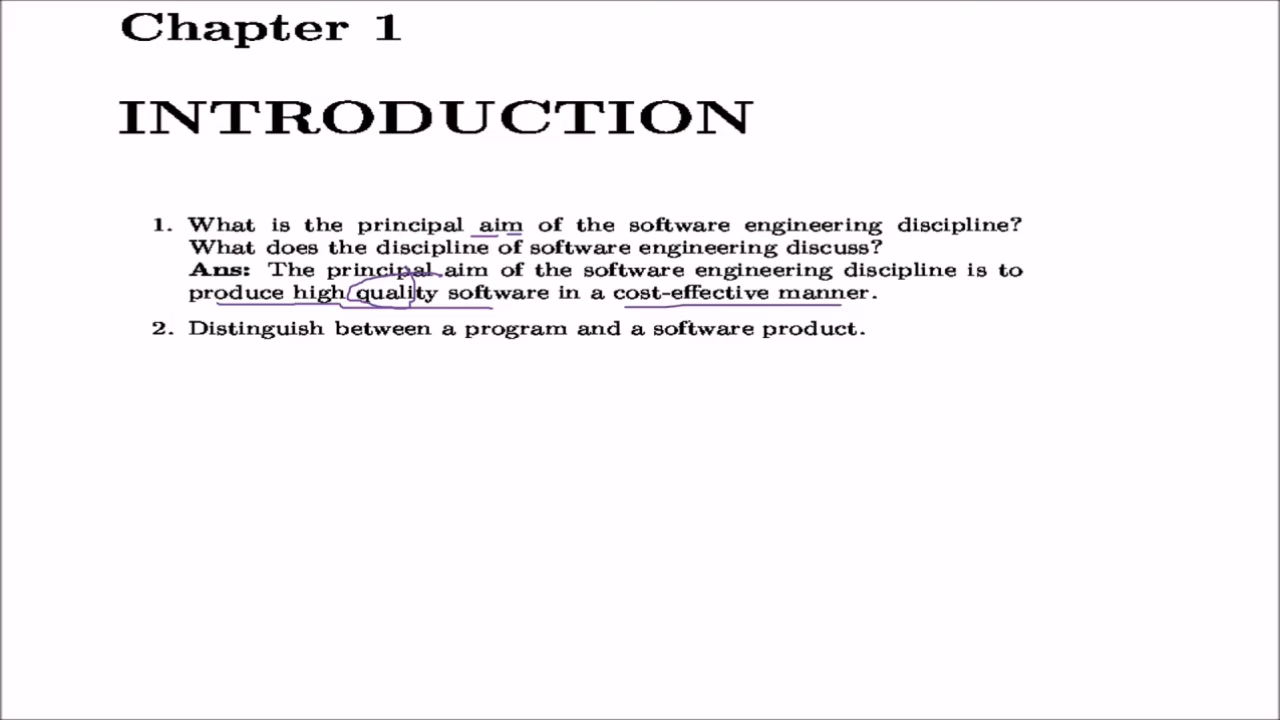 Chapter 1
INTRODUCTION
1. What is the principal aim of the software engineering discipline?
What does the discipline of software engineering discuss?
Ans: The principal aim of the software engineering discipline is to
produce high quality software in a cost-effective manner.
2. Distinguish between a program and a software product.